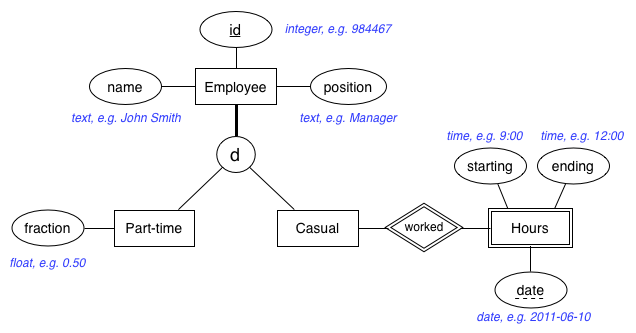 id
integer, e.g. 984467
name
Employee
position
text, e.g. John Smith
text, e.g. Manager
d
time, e.g. 9:00
time, e.g. 12:00
starting
ending
fraction
Part-time
Casual
worked
Hours
float, e.g. 0.50
date
date, e.g. 2011-06-10